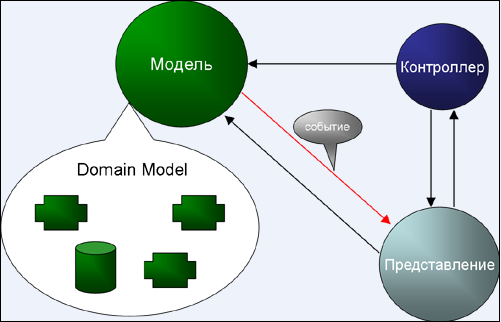 Модель
Контроллер
событие
Domain Model
Представление